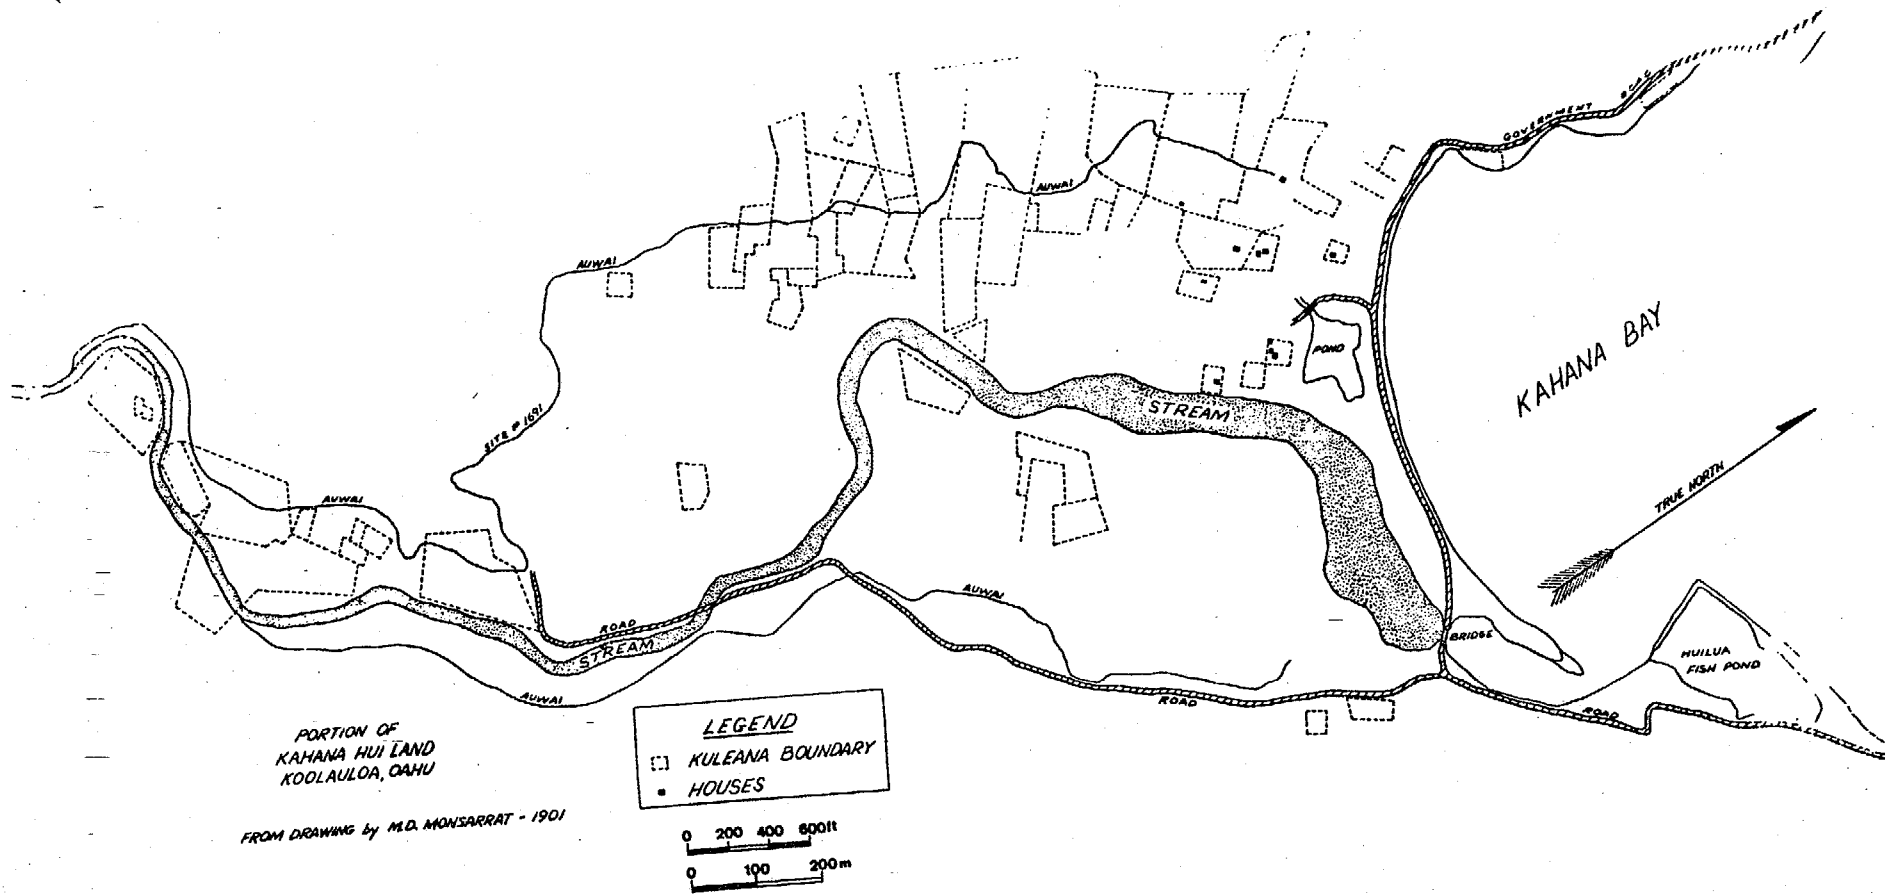 GOVERNMENT
AUWAI
AUWAI
KAHANA BAY
POND
STREAM
SITE # 1691
TRUE NORTH
AUWAI
AUWAI
ROAD
BRIDGE
STREAM
HUILUA
FISH POND
AUWAI
ROAD
ROAD
PORTION OF
KAHANA HUI LAND
KOOLAULOA, OAHU
LEGEND
KULEANA BOUNDARY
HOUSES
FROM DRAWING by M.D. MONSARRAT - 1901
0 200 400 600ft
0 100 200m